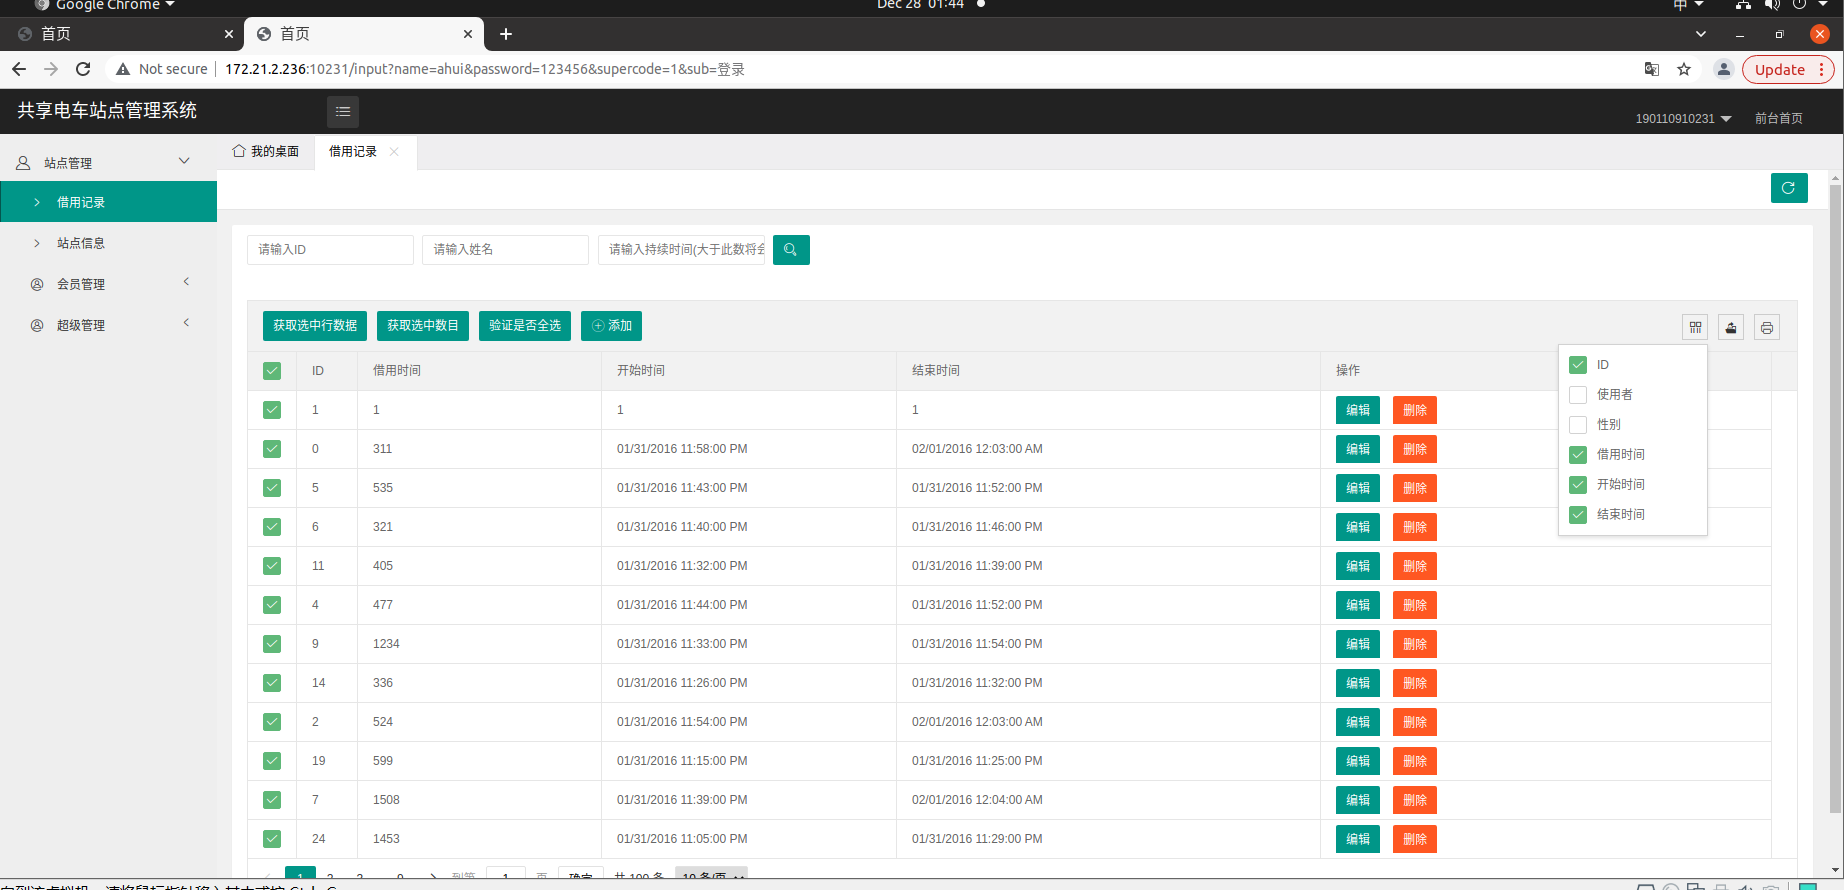 Google Chrome
Dec 28 01:44
中
首页
首页
Not secure
172.21.2.236:10231/input?name=ahui&password=123456&supercode=1&sub=登录
Update
共享电车站点管理系统
190110910231
前台首页
站点管理
借用记录
站点信息
会员管理
超级管理
我的桌面
借用记录
请输入ID
请输入姓名
请输入持续时间(大于此数将会
获取选中行数据
获取选中数目
验证是否全选
添加
ID 借用时间 开始时间 结束时间 操作
1 1 1 1 编辑 删除
0 311 01/31/2016 11:58:00 PM 02/01/2016 12:03:00 AM 编辑 删除
5 535 01/31/2016 11:43:00 PM 01/31/2016 11:52:00 PM 编辑 删除
6 321 01/31/2016 11:40:00 PM 01/31/2016 11:46:00 PM 编辑 删除
11 405 01/31/2016 11:32:00 PM 01/31/2016 11:39:00 PM 编辑 删除
4 477 01/31/2016 11:44:00 PM 01/31/2016 11:52:00 PM 编辑 删除
9 1234 01/31/2016 11:33:00 PM 01/31/2016 11:54:00 PM 编辑 删除
14 336 01/31/2016 11:26:00 PM 01/31/2016 11:32:00 PM 编辑 删除
2 524 01/31/2016 11:54:00 PM 02/01/2016 12:03:00 AM 编辑 删除
19 599 01/31/2016 11:15:00 PM 01/31/2016 11:25:00 PM 编辑 删除
7 1508 01/31/2016 11:39:00 PM 02/01/2016 12:04:00 AM 编辑 删除
24 1453 01/31/2016 11:05:00 PM 01/31/2016 11:29:00 PM 编辑 删除
ID
使用者
性别
借用时间
开始时间
结束时间
1 2 3 … 9 到第 1 页 确定 共 100 条 10 条/页